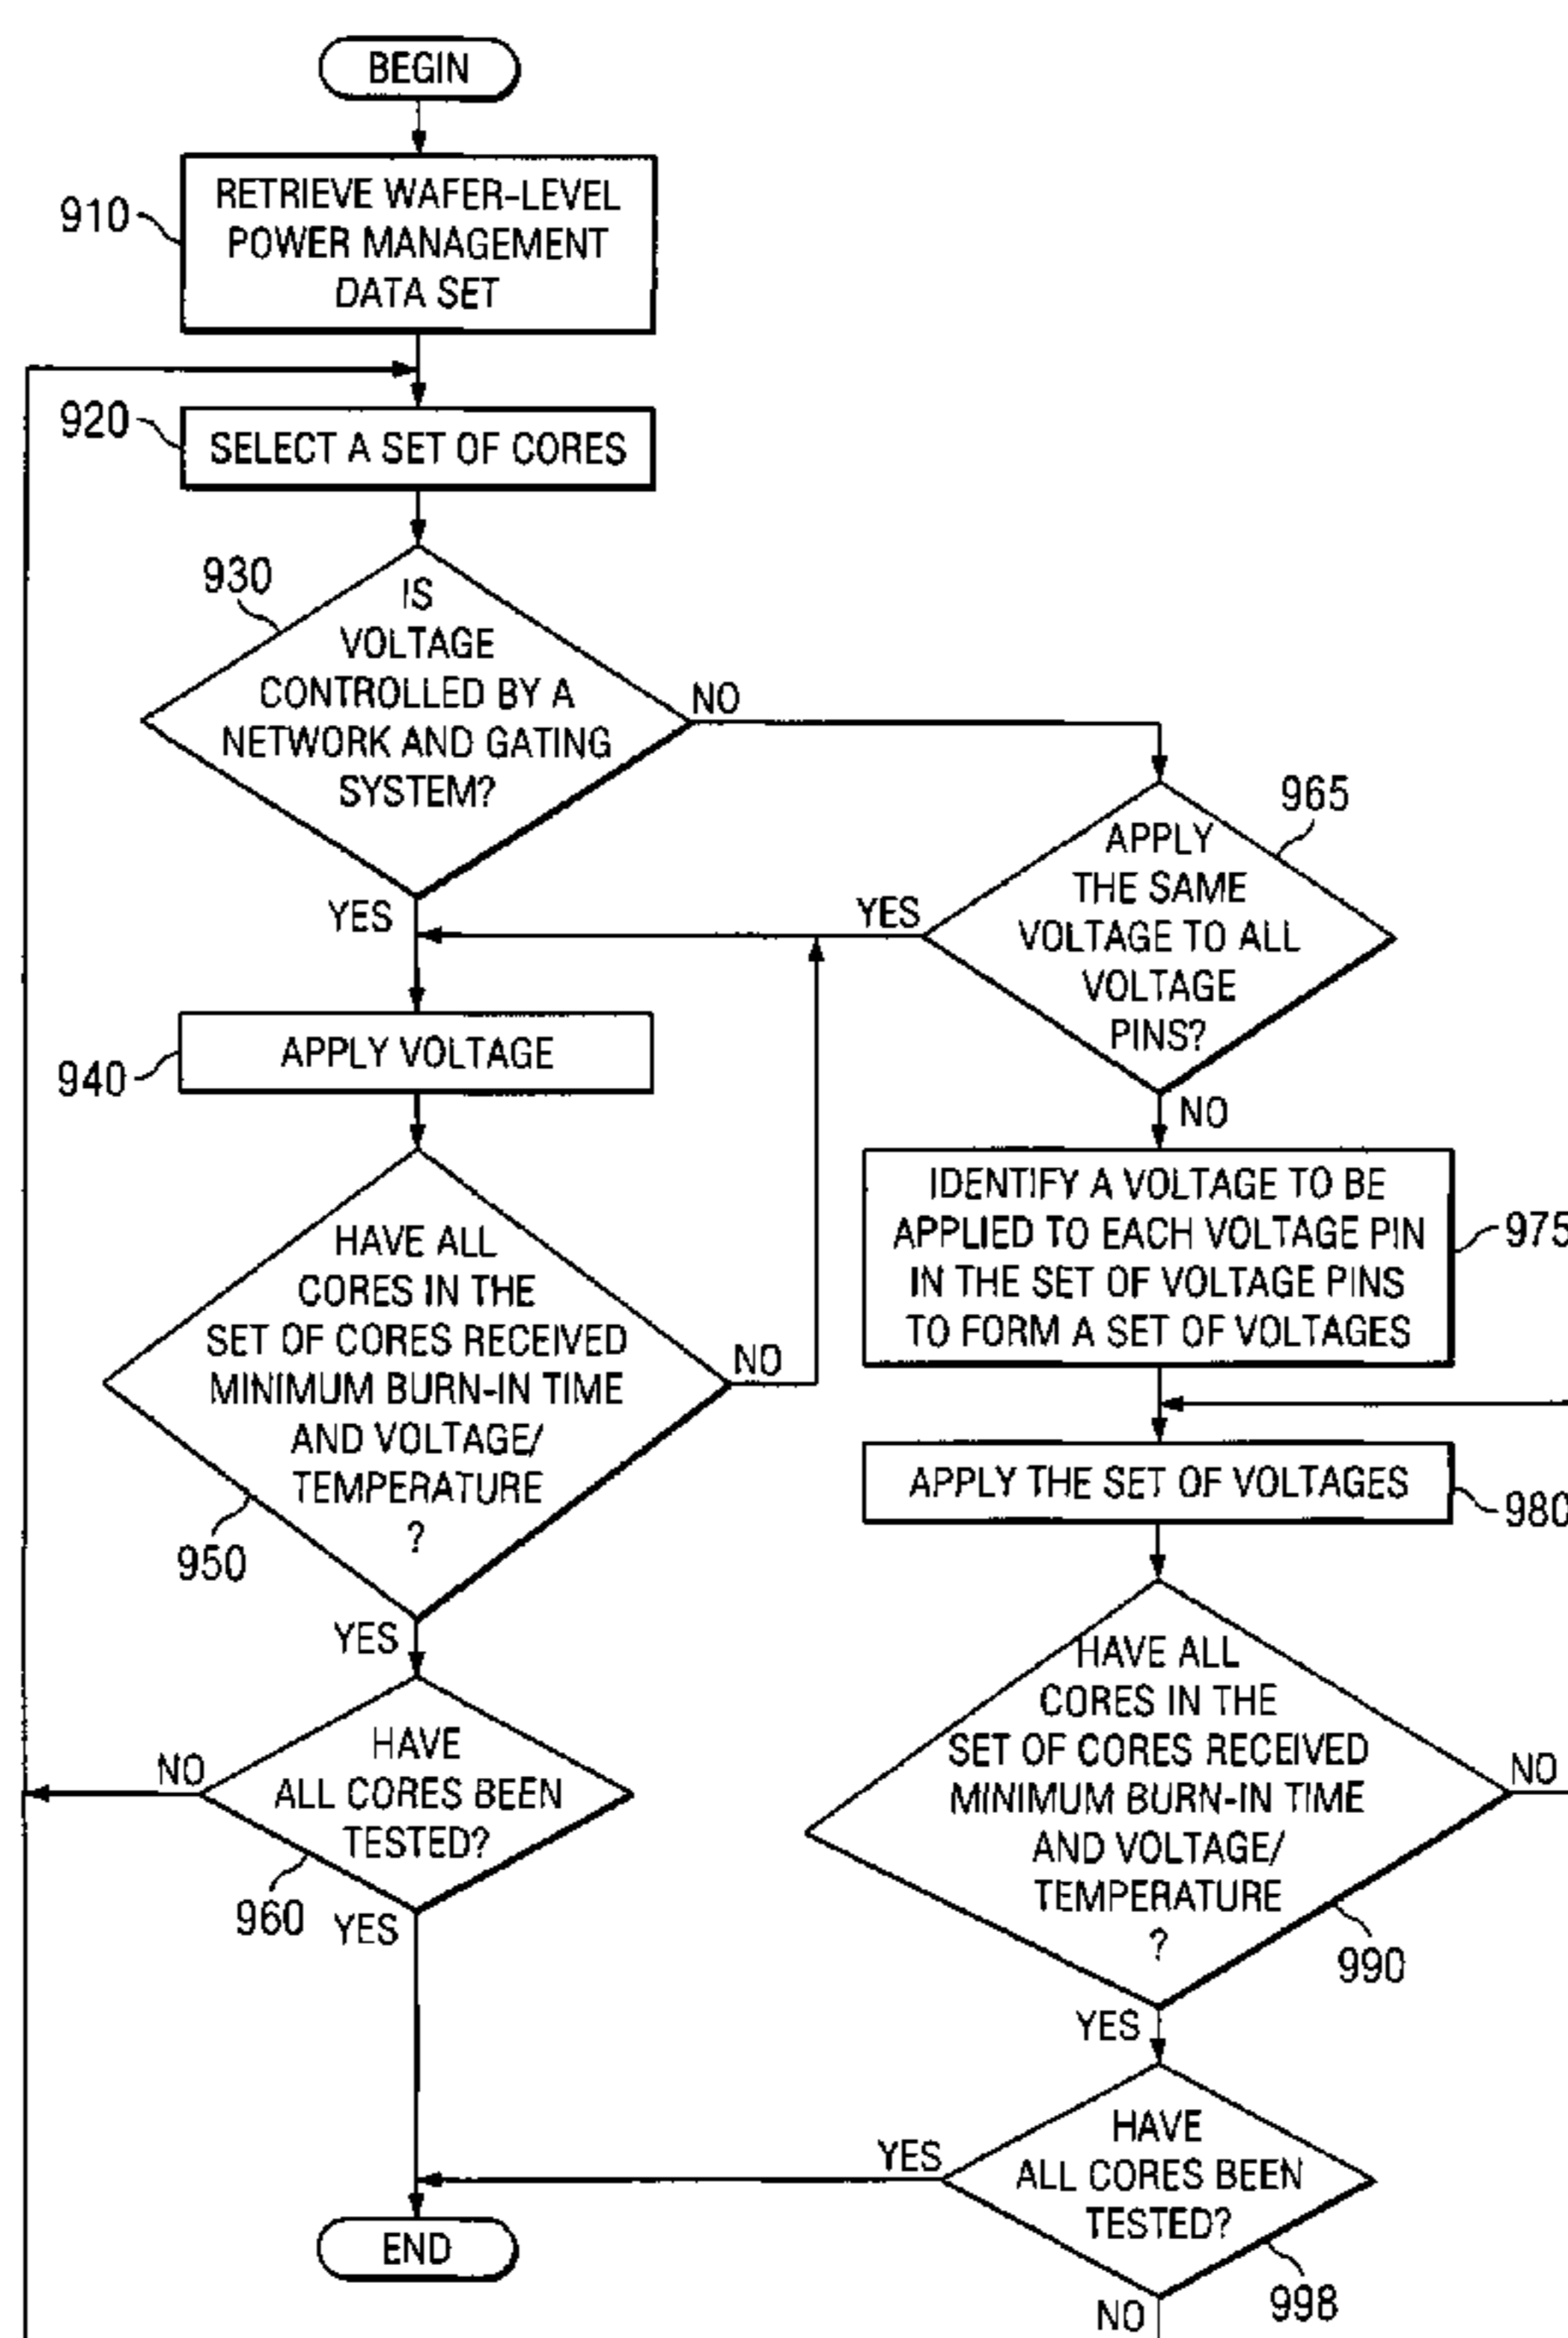 BEGIN
910
RETRIEVE WAFER-LEVEL
POWER MANAGEMENT
DATA SET
920
SELECT A SET OF CORES
930
IS
VOLTAGE
CONTROLLED BY A
NETWORK AND GATING
SYSTEM?
NO
YES
965
APPLY
THE SAME
VOLTAGE TO ALL
VOLTAGE
PINS?
YES
NO
940
APPLY VOLTAGE
HAVE ALL
CORES IN THE
SET OF CORES RECEIVED
MINIMUM BURN-IN TIME
AND VOLTAGE/
TEMPERATURE
?
950
NO
YES
IDENTIFY A VOLTAGE TO BE
APPLIED TO EACH VOLTAGE PIN
IN THE SET OF VOLTAGE PINS
TO FORM A SET OF VOLTAGES
975
APPLY THE SET OF VOLTAGES
980
HAVE
ALL CORES BEEN
TESTED?
NO
960
YES
HAVE ALL
CORES IN THE
SET OF CORES RECEIVED
MINIMUM BURN-IN TIME
AND VOLTAGE/
TEMPERATURE
?
NO
990
YES
HAVE
ALL CORES BEEN
TESTED?
YES
998
NO
END